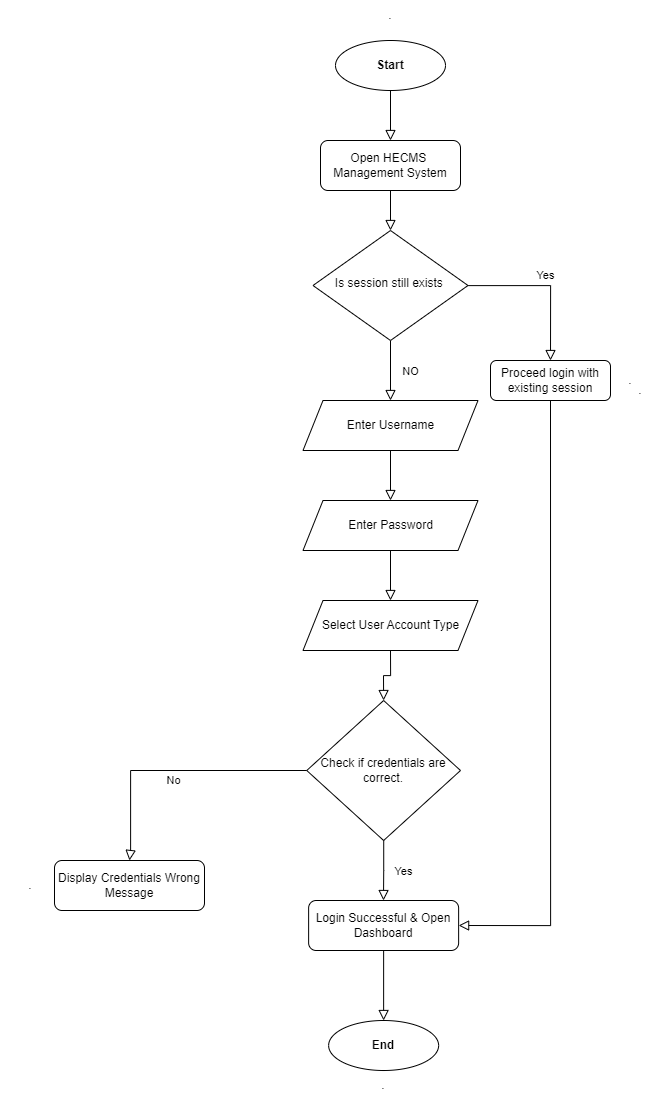 Start
Open HECMS
Management System
Is session still exists
Yes
Proceed login with
existing session
NO
Enter Username
Enter Password
Select User Account Type
Check if credentials are
correct.
No
Display Credentials Wrong
Message
Yes
Login Successful & Open
Dashboard
End